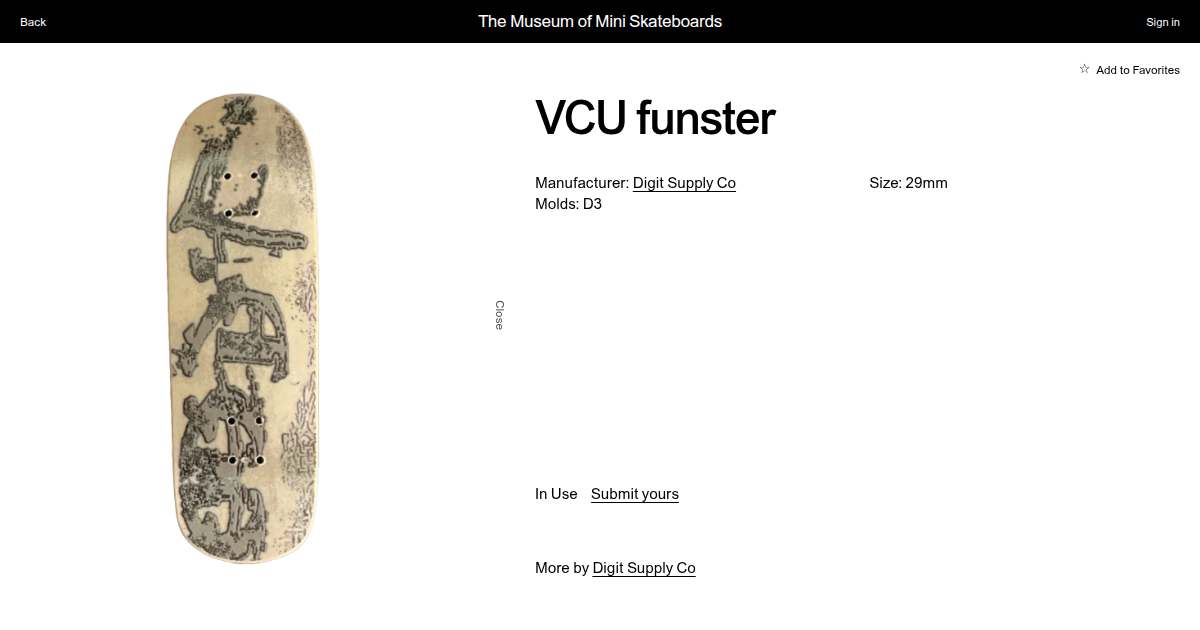 Back
The Museum of Mini Skateboards
Sign in
☆ Add to Favorites
VCU funster
Manufacturer: Digit Supply Co
Size: 29mm
Molds: D3
Close
In Use Submit yours
More by Digit Supply Co